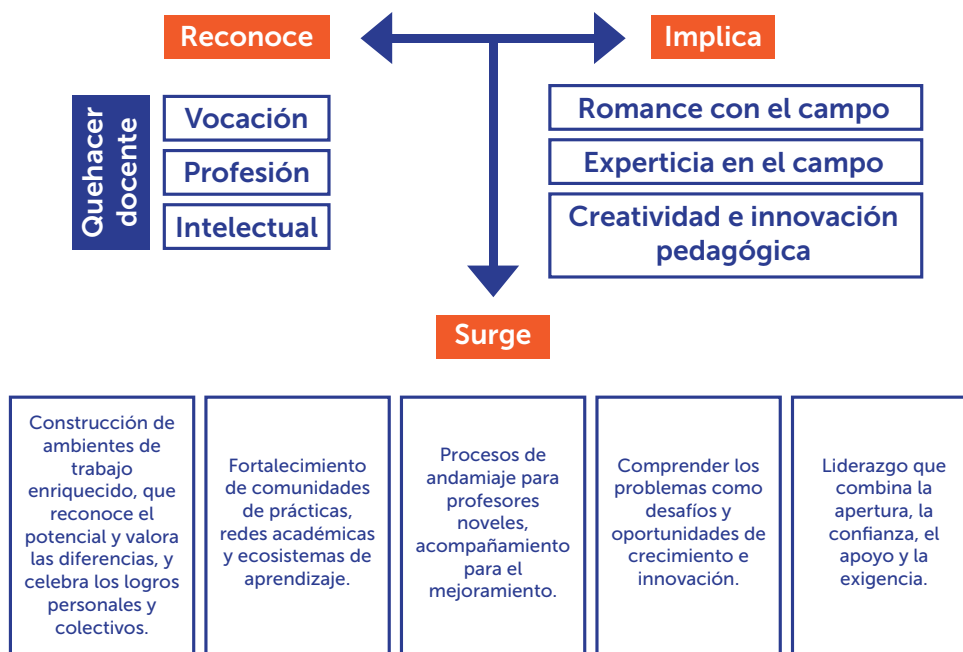 Reconoce
Implica
Quehacer
docente
Vocación
Profesión
Intelectual
Romance con el campo
Experticia en el campo
Creatividad e innovación
pedagógica
Surge
Construcción de
ambientes de
trabajo
enriquecido, que
reconoce el
potencial y valora
las diferencias, y
celebra los logros
personales y
colectivos.
Fortalecimiento
de comunidades
de prácticas,
redes académicas
y ecosistemas de
aprendizaje.
Procesos de
andamiaje para
profesores
noveles,
acompañamiento
para el
mejoramiento.
Comprender los
problemas como
desafíos y
oportunidades de
crecimiento e
innovación.
Liderazgo que
combina la
apertura, la
confianza, el
apoyo y la
exigencia.